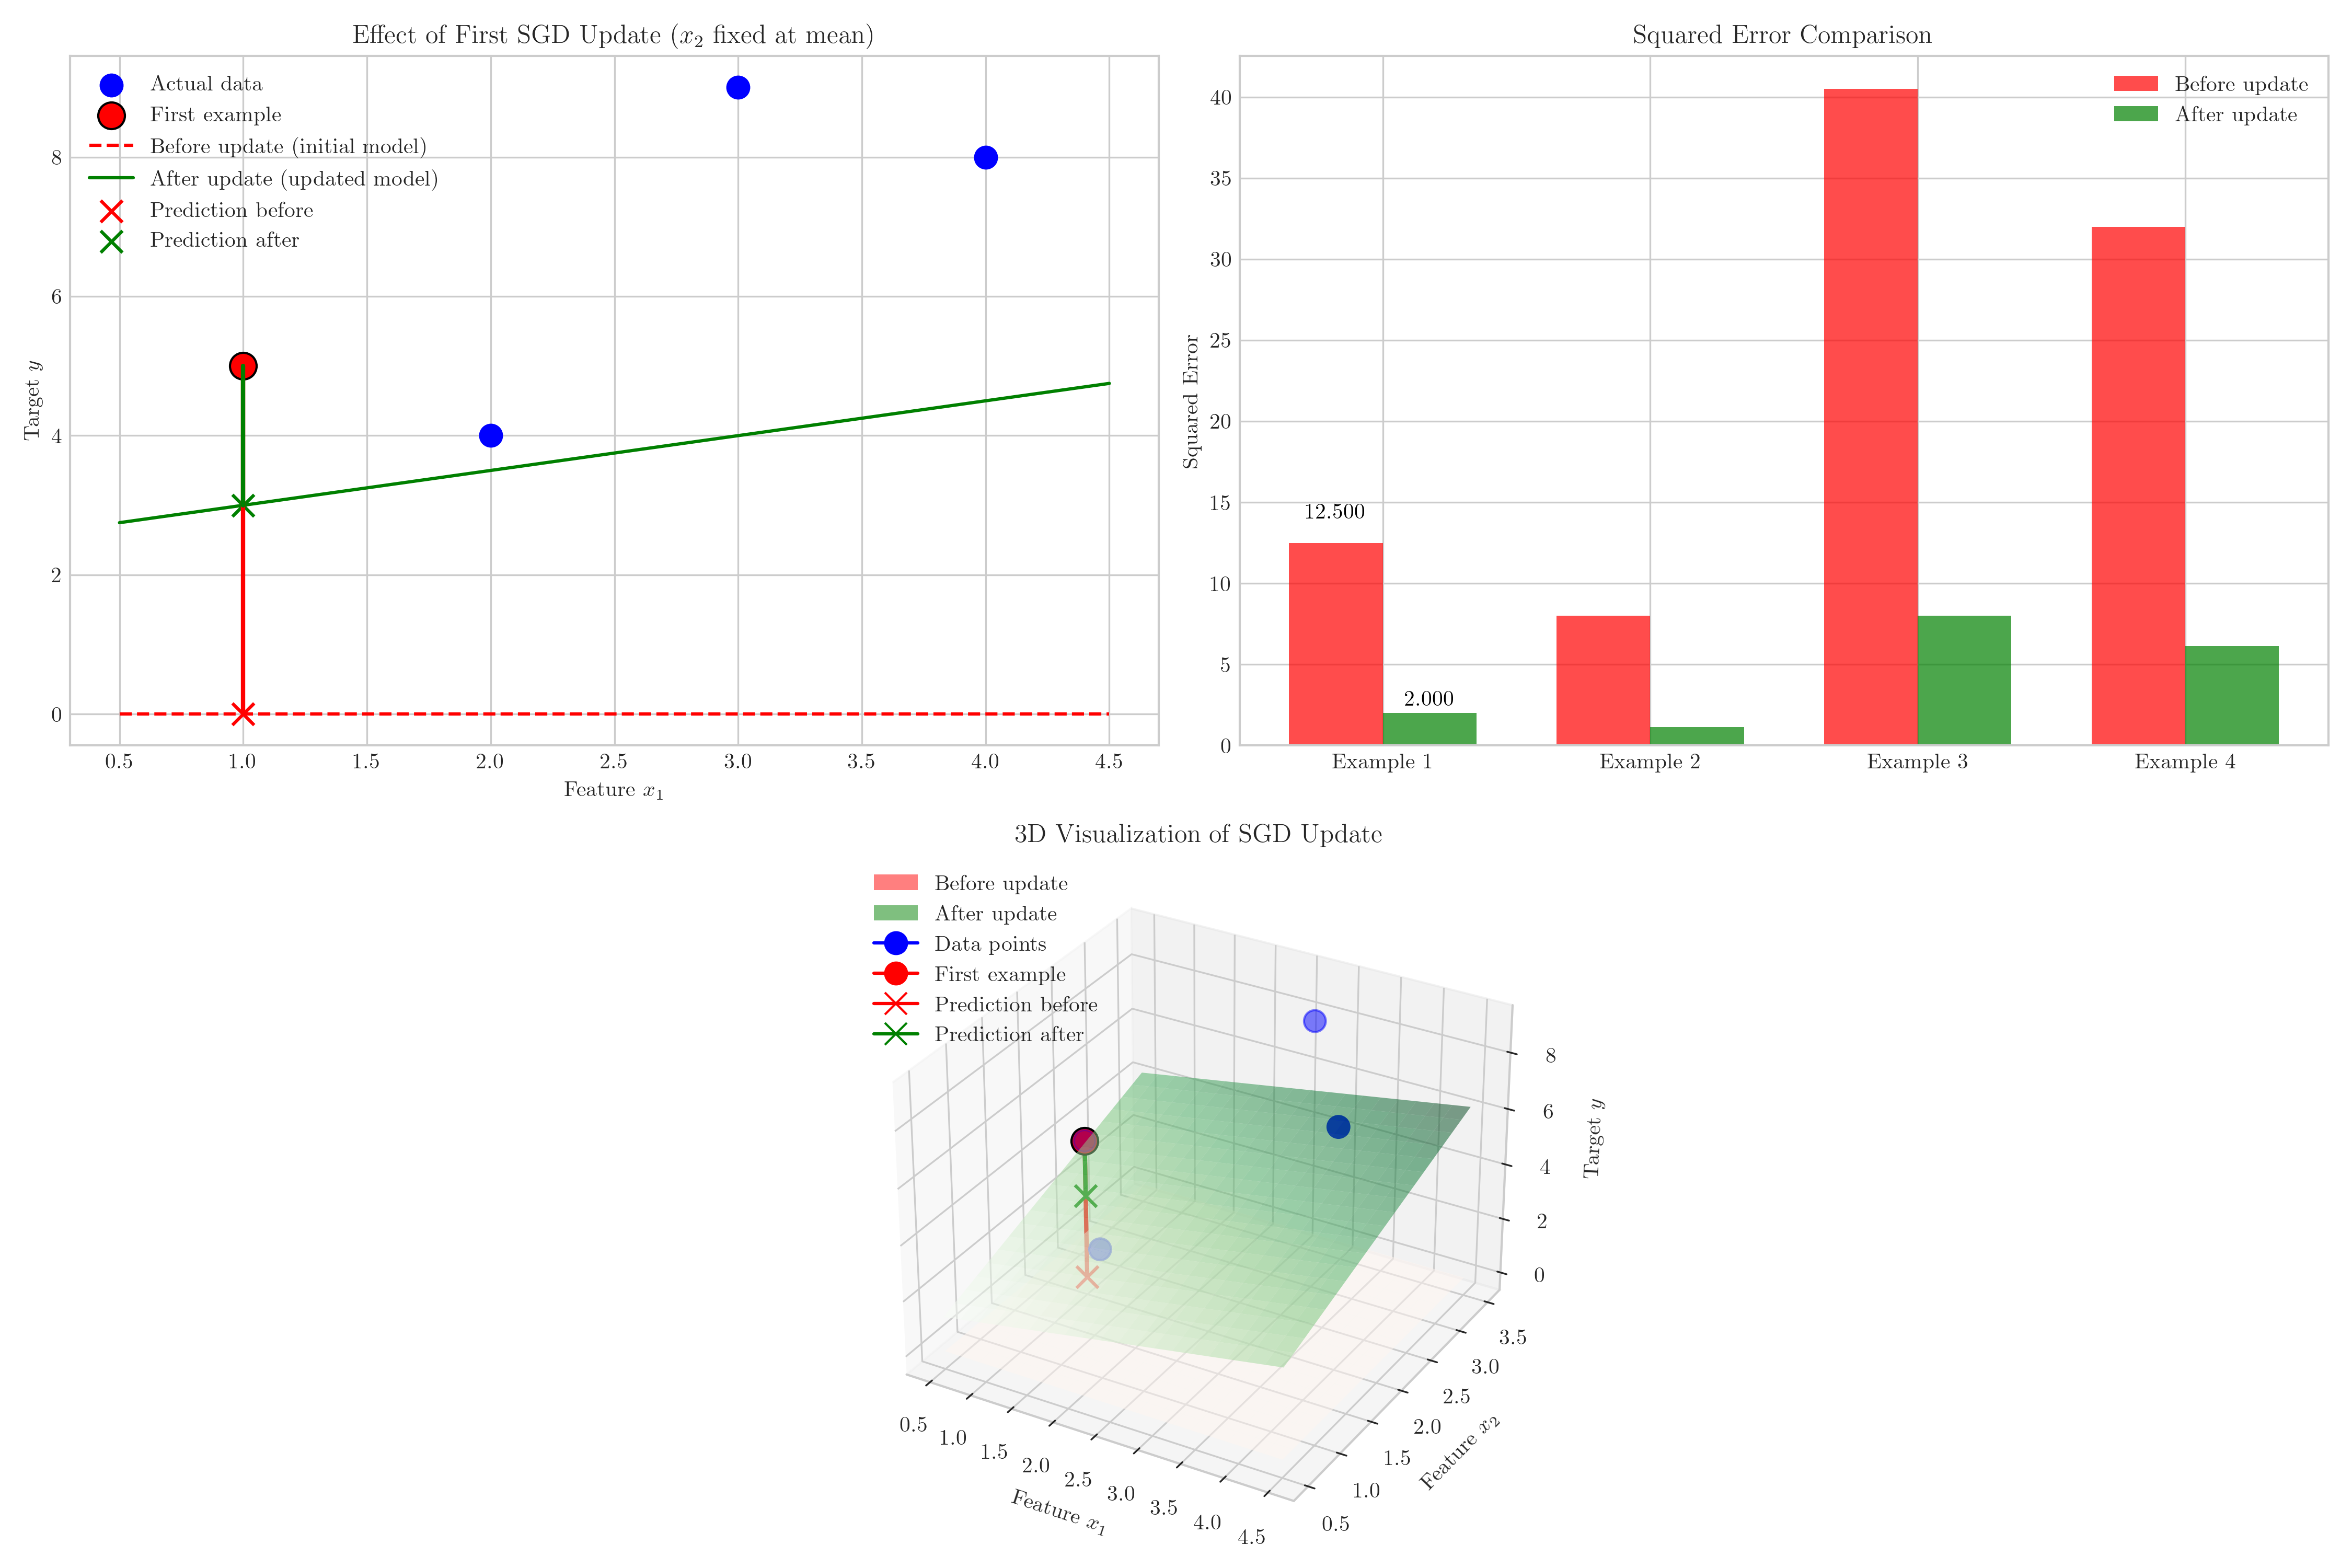 Effect of First SGD Update (x₂ fixed at mean)
Actual data
First example
Before update (initial model)
After update (updated model)
Prediction before
Prediction after
8
6
4
2
0
Target y
0.5 1.0 1.5 2.0 2.5 3.0 3.5 4.0 4.5
Feature x₁
Squared Error Comparison
Before update
After update
40
35
30
25
20
15
10
5
0
Squared Error
12.500
2.000
Example 1 Example 2 Example 3 Example 4
3D Visualization of SGD Update
Before update
After update
Data points
First example
Prediction before
Prediction after
8
6
4
2
0
Target y
3.5
3.0
2.5
2.0
1.5
1.0
0.5
Feature x₂
0.5 1.0 1.5 2.0 2.5 3.0 3.5 4.0 4.5
Feature x₁